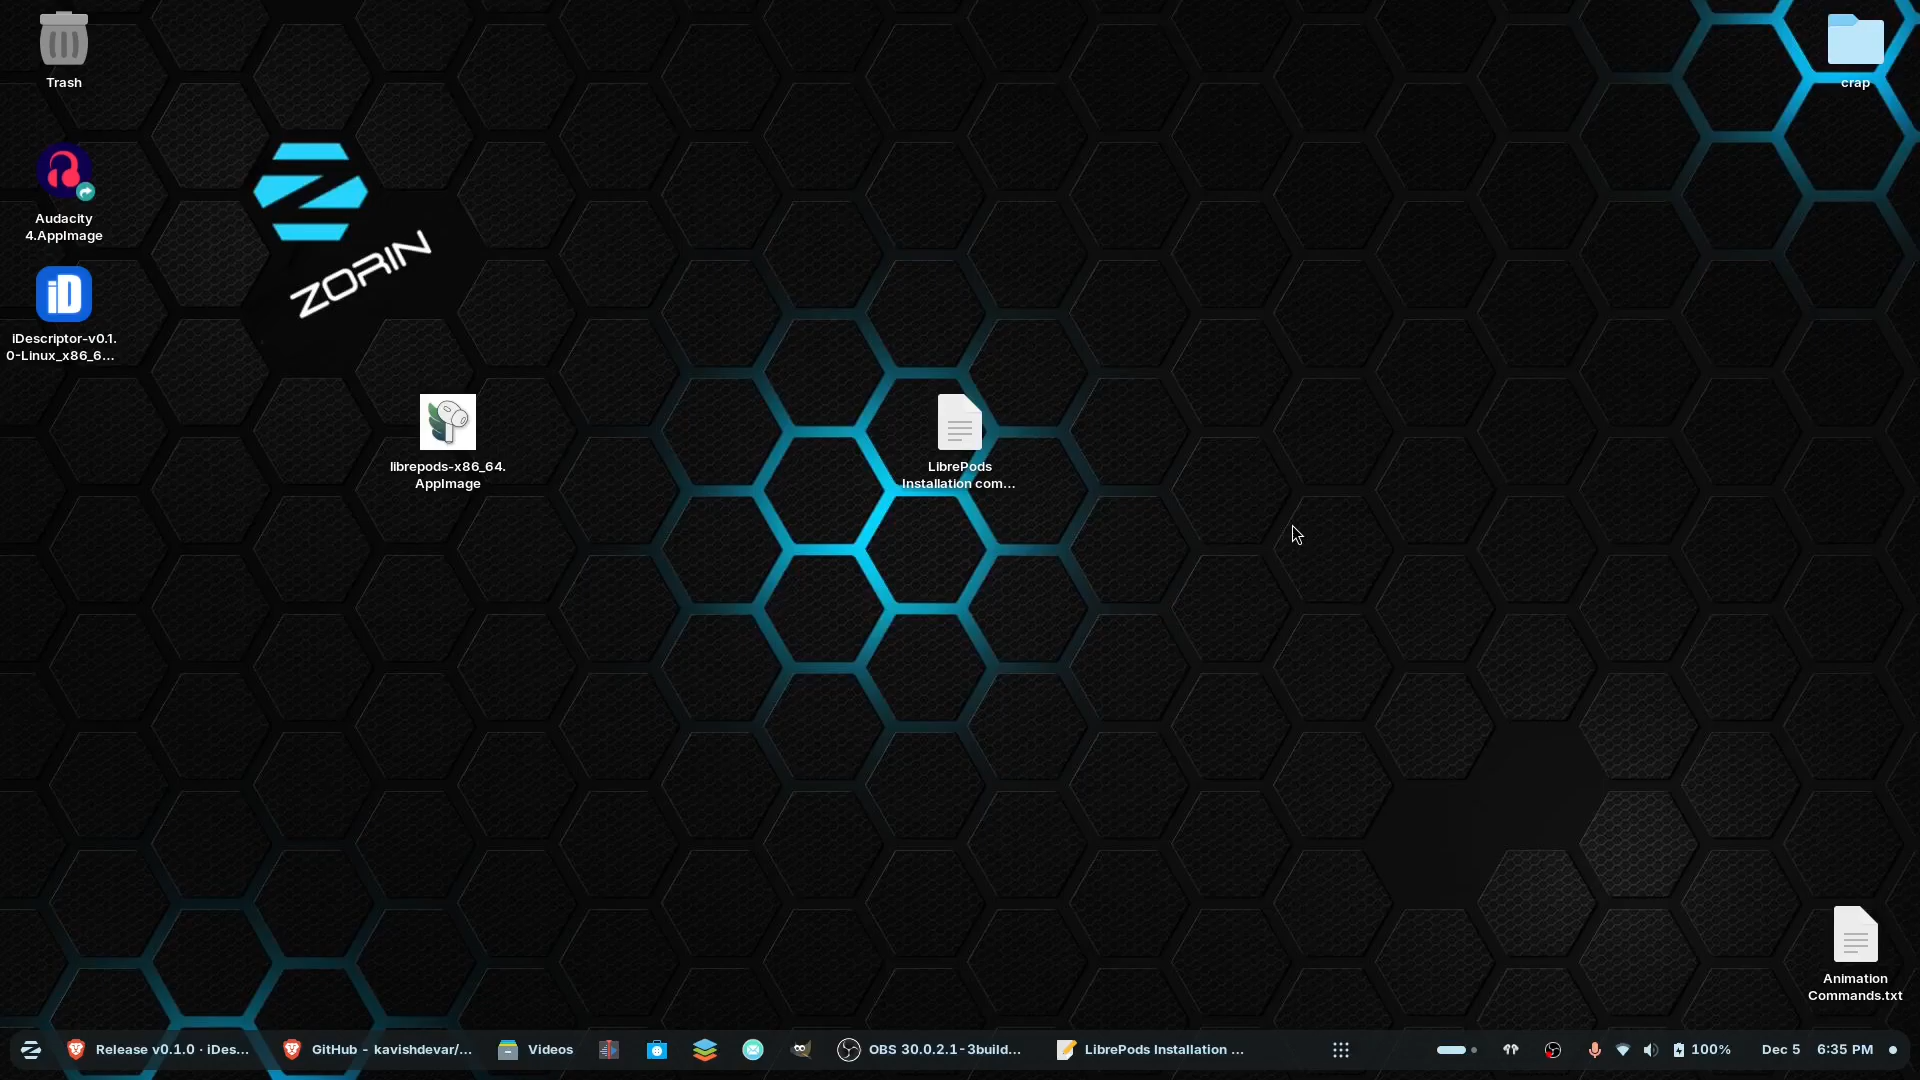 Trash
crap
Audacity
4.AppImage
iD
iDescriptor-v0.1.
0-Linux_x86_6...
ZORIN
librepods-x86_64.
AppImage
LibrePods
Installation com...
Animation
Commands.txt
Release v0.1.0 · iDes...
GitHub - kavishdevar/...
Videos
OBS 30.0.2.1-3build...
LibrePods Installation ...
100%
Dec 5
6:35 PM